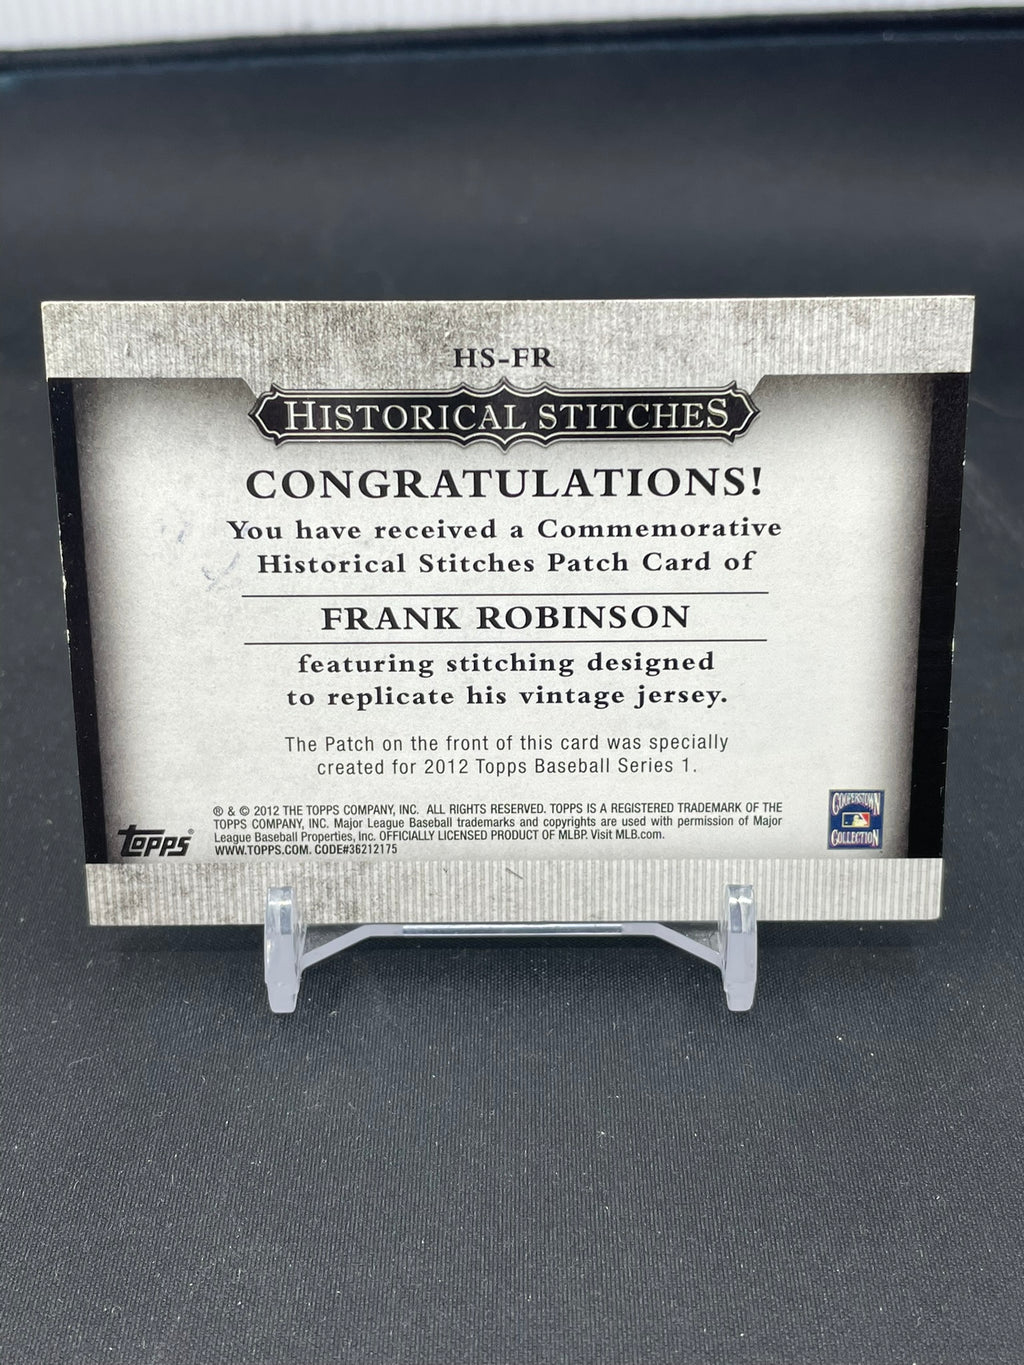 HS-FR
HISTORICAL STITCHES
CONGRATULATIONS!
You have received a Commemorative
Historical Stitches Patch Card of
FRANK ROBINSON
featuring stitching designed
to replicate his vintage jersey.
The Patch on the front of this card was specially
created for 2012 Topps Baseball Series 1.
® & © 2012 THE TOPPS COMPANY, INC. ALL RIGHTS RESERVED. TOPPS IS A REGISTERED TRADEMARK OF THE
TOPPS COMPANY, INC. Major League Baseball trademarks and copyrights are used with permission of Major
League Baseball Properties, Inc. OFFICIALLY LICENSED PRODUCT OF MLBP. Visit MLB.com.
WWW.TOPPS.COM. CODE#36212175
Topps®
COOPERSTOWN
COLLECTION